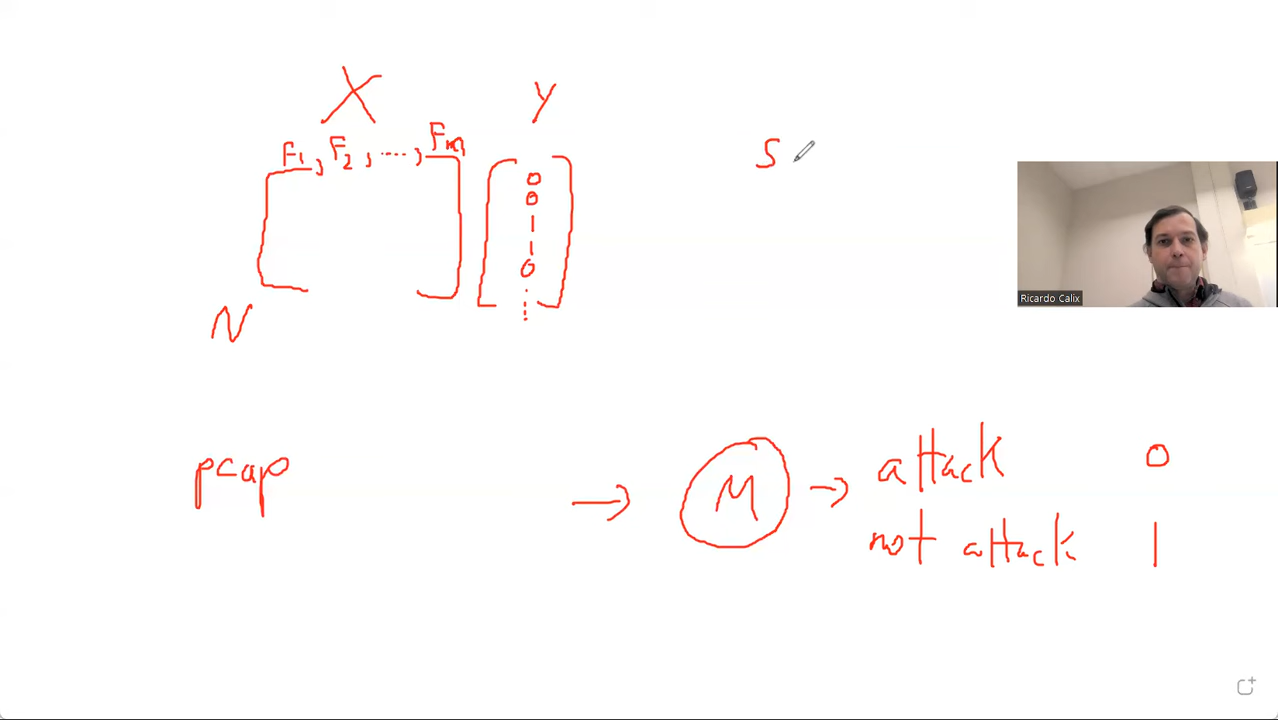 X Y
F1, F2, ...., Fm
S
0
0
1
1
0
N
Ricardo Calix
pcap → M → attack 0
not attack 1